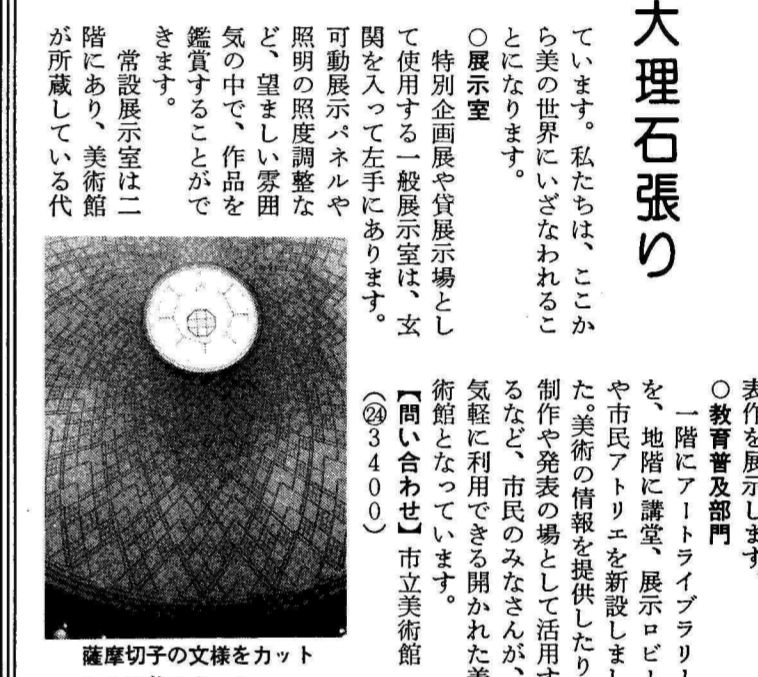 大理石張り
ています。私たちは、ここか
ら美の世界にいざなわれるこ
とになります。
○展示室
特別企画展や貸展示場とし
て使用する一般展示室は、玄
関を入って左手にあります。
可動展示パネルや
照明の照度調整な
ど、望ましい雰囲
気の中で、作品を
鑑賞することがで
きます。
常設展示室は二
階にあり、美術館
が所蔵している代
表作を展示します。
○教育普及部門
一階にアートライブラリー
を、地階に講堂、展示ロビー
や市民アトリエを新設しまし
た。美術の情報を提供したり
制作や発表の場として活用す
るなど、市民のみなさんが、
気軽に利用できる開かれた美
術館となっています。
【問い合わせ】市立美術館
(㉔3400)
薩摩切子の文様をカット